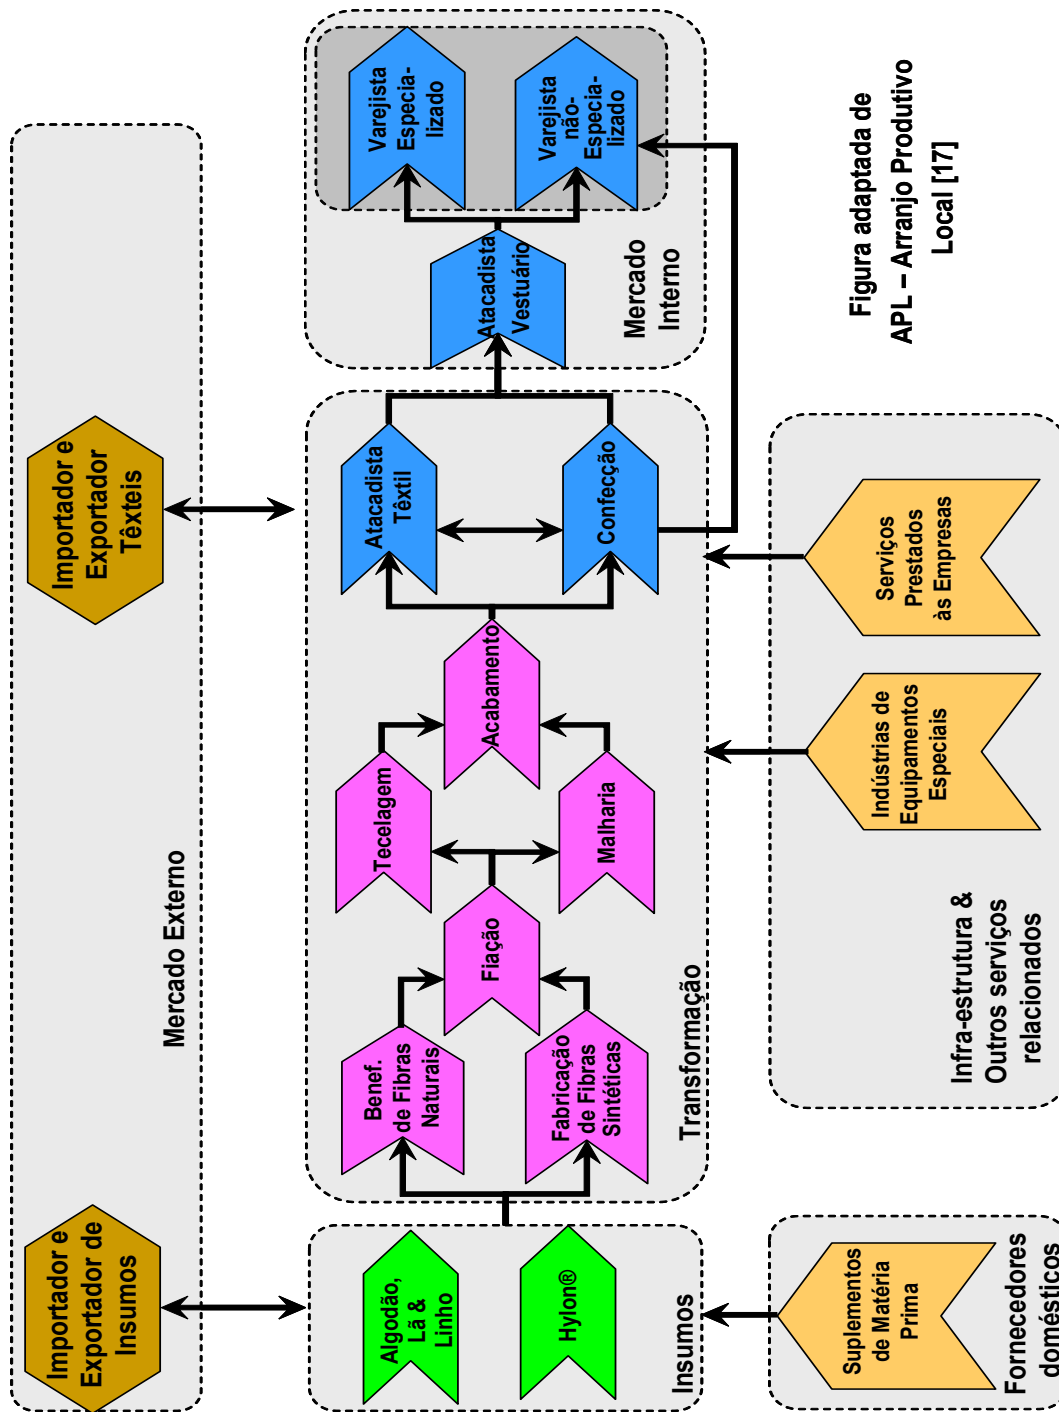 Importador e
Exportador de
Insumos
Importador e
Exportador
Têxteis
Mercado Externo
Algodão,
Lã &
Linho
Hylon®
Insumos
Benef.
de Fibras
Naturais
Fabricação
de Fibras
Sintéticas
Fiação
Tecelagem
Malharia
Acabamento
Atacadista
Têxtil
Confecção
Transformação
Atacadista
Vestuário
Varejista
Especia-
lizado
Varejista
não-
Especia-
lizado
Mercado
Interno
Suplementos
de Matéria
Prima
Fornecedores
domésticos
Indústrias de
Equipamentos
Especiais
Serviços
Prestados
às Empresas
Infra-estrutura &
Outros serviços
relacionados
Figura adaptada de
APL – Arranjo Produtivo
Local [17]